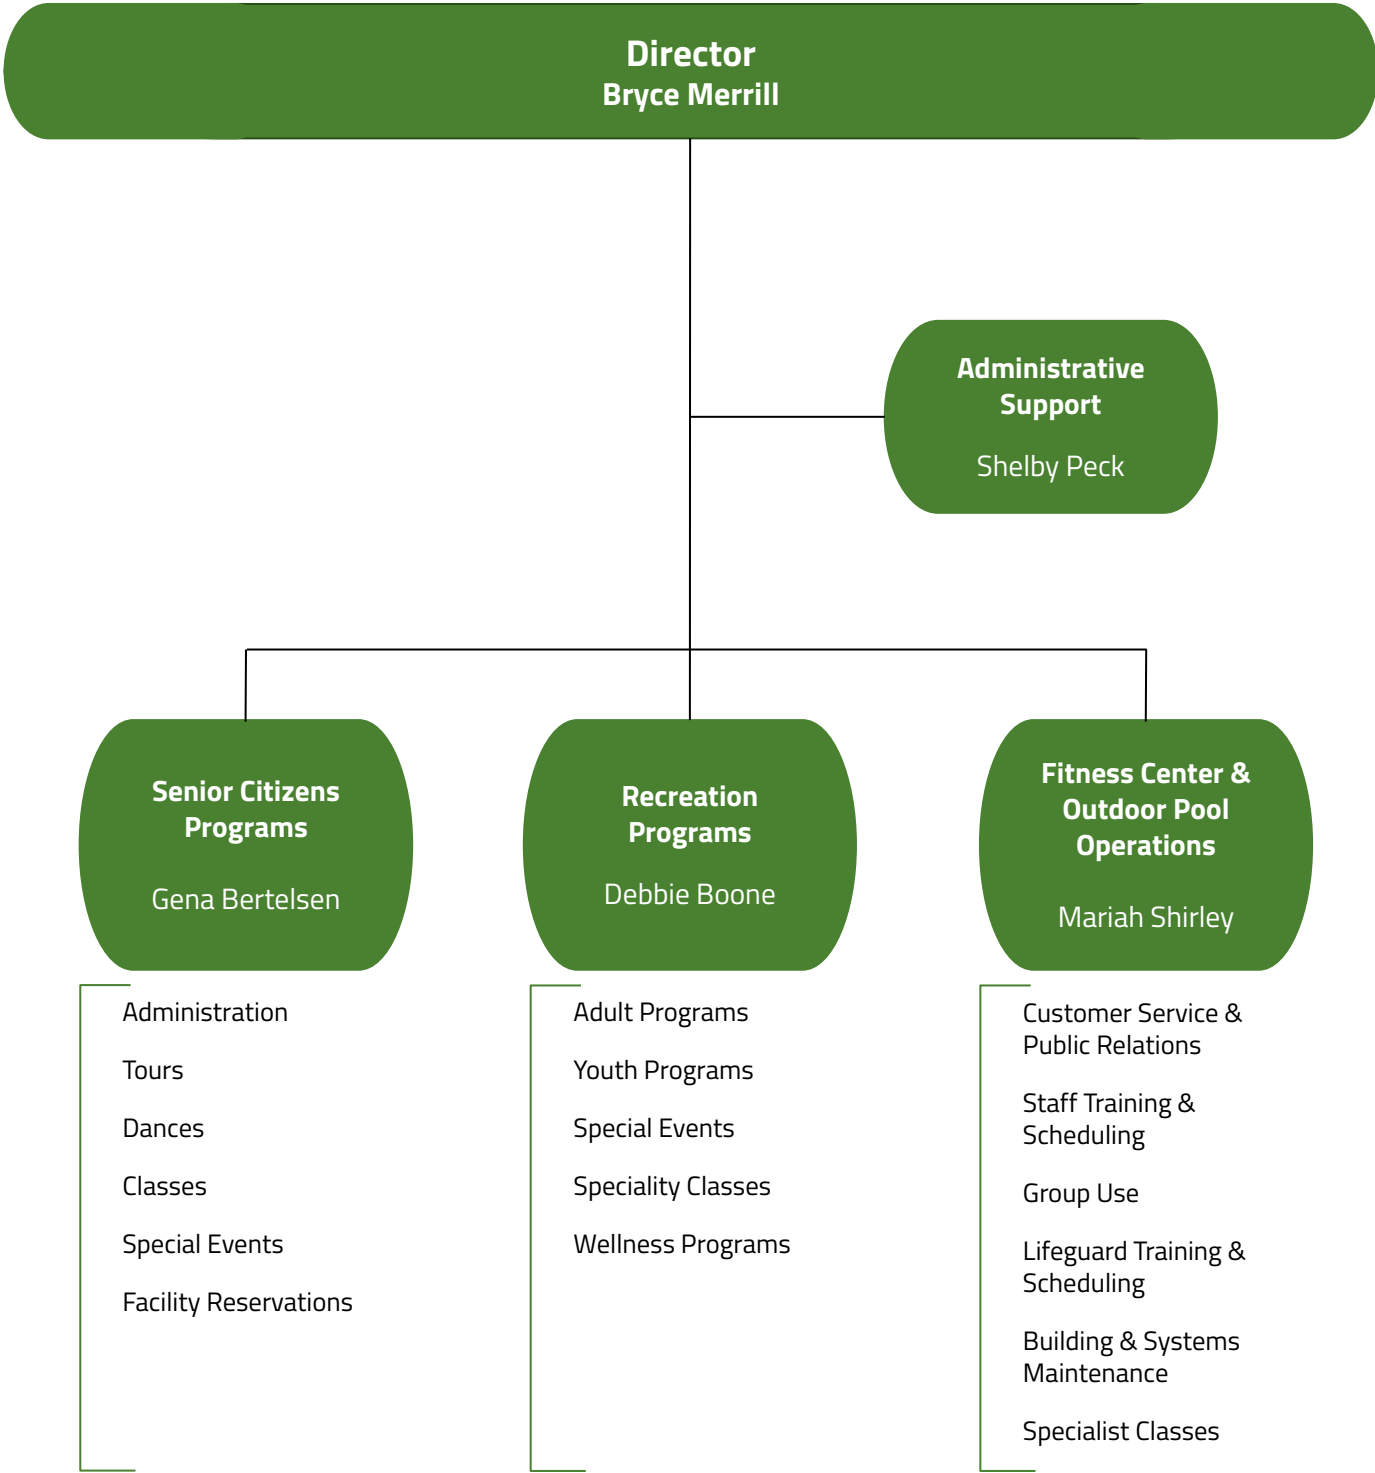 Director
Bryce Merrill
Administrative
Support
Shelby Peck
Senior Citizens
Programs
Gena Bertelsen
Administration
Tours
Dances
Classes
Special Events
Facility Reservations
Recreation
Programs
Debbie Boone
Adult Programs
Youth Programs
Special Events
Speciality Classes
Wellness Programs
Fitness Center &
Outdoor Pool
Operations
Mariah Shirley
Customer Service &
Public Relations
Staff Training &
Scheduling
Group Use
Lifeguard Training &
Scheduling
Building & Systems
Maintenance
Specialist Classes